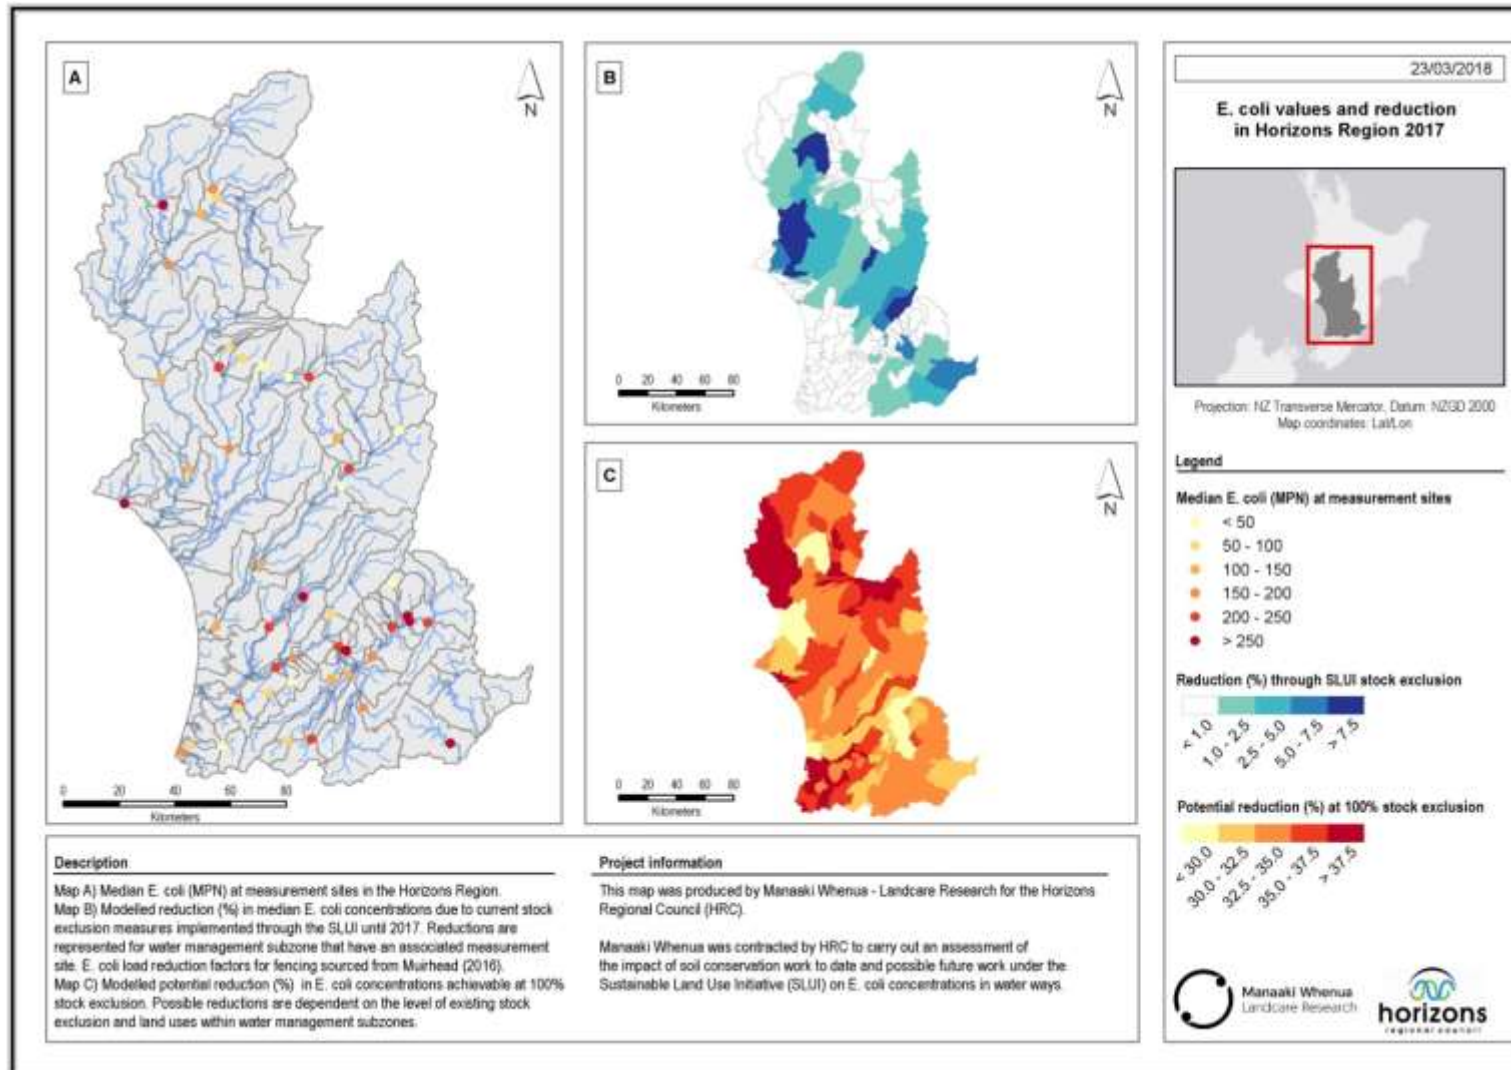 A
N
0 20 40 60 80
Kilometers
B
N
0 20 40 60 80
Kilometers
C
N
0 20 40 60 80
Kilometers
23/03/2018
E. coli values and reduction
in Horizons Region 2017
Projection: NZ Transverse Mercator, Datum: NZGD 2000
Map coordinates: Lat/Lon
Legend
Median E. coli (MPN) at measurement sites
< 50
50 - 100
100 - 150
150 - 200
200 - 250
> 250
Reduction (%) through SLUI stock exclusion
< 1.0
1.0 - 2.5
2.5 - 5.0
5.0 - 7.5
> 7.5
Potential reduction (%) at 100% stock exclusion
< 30.0
30.0 - 32.5
32.5 - 35.0
35.0 - 37.5
> 37.5
Description
Map A) Median E. coli (MPN) at measurement sites in the Horizons Region.
Map B) Modelled reduction (%) in median E. coli concentrations due to current stock
exclusion measures implemented through the SLUI until 2017. Reductions are
represented for water management subzone that have an associated measurement
site. E. coli load reduction factors for fencing sourced from Muirhead (2016).
Map C) Modelled potential reduction (%) in E. coli concentrations achievable at 100%
stock exclusion. Possible reductions are dependent on the level of existing stock
exclusion and land uses within water management subzones.
Project information
This map was produced by Manaaki Whenua - Landcare Research for the Horizons
Regional Council (HRC).
Manaaki Whenua was contracted by HRC to carry out an assessment of
the impact of soil conservation work to date and possible future work under the
Sustainable Land Use Initiative (SLUI) on E. coli concentrations in water ways.
Manaaki Whenua
Landcare Research
horizons
regional council